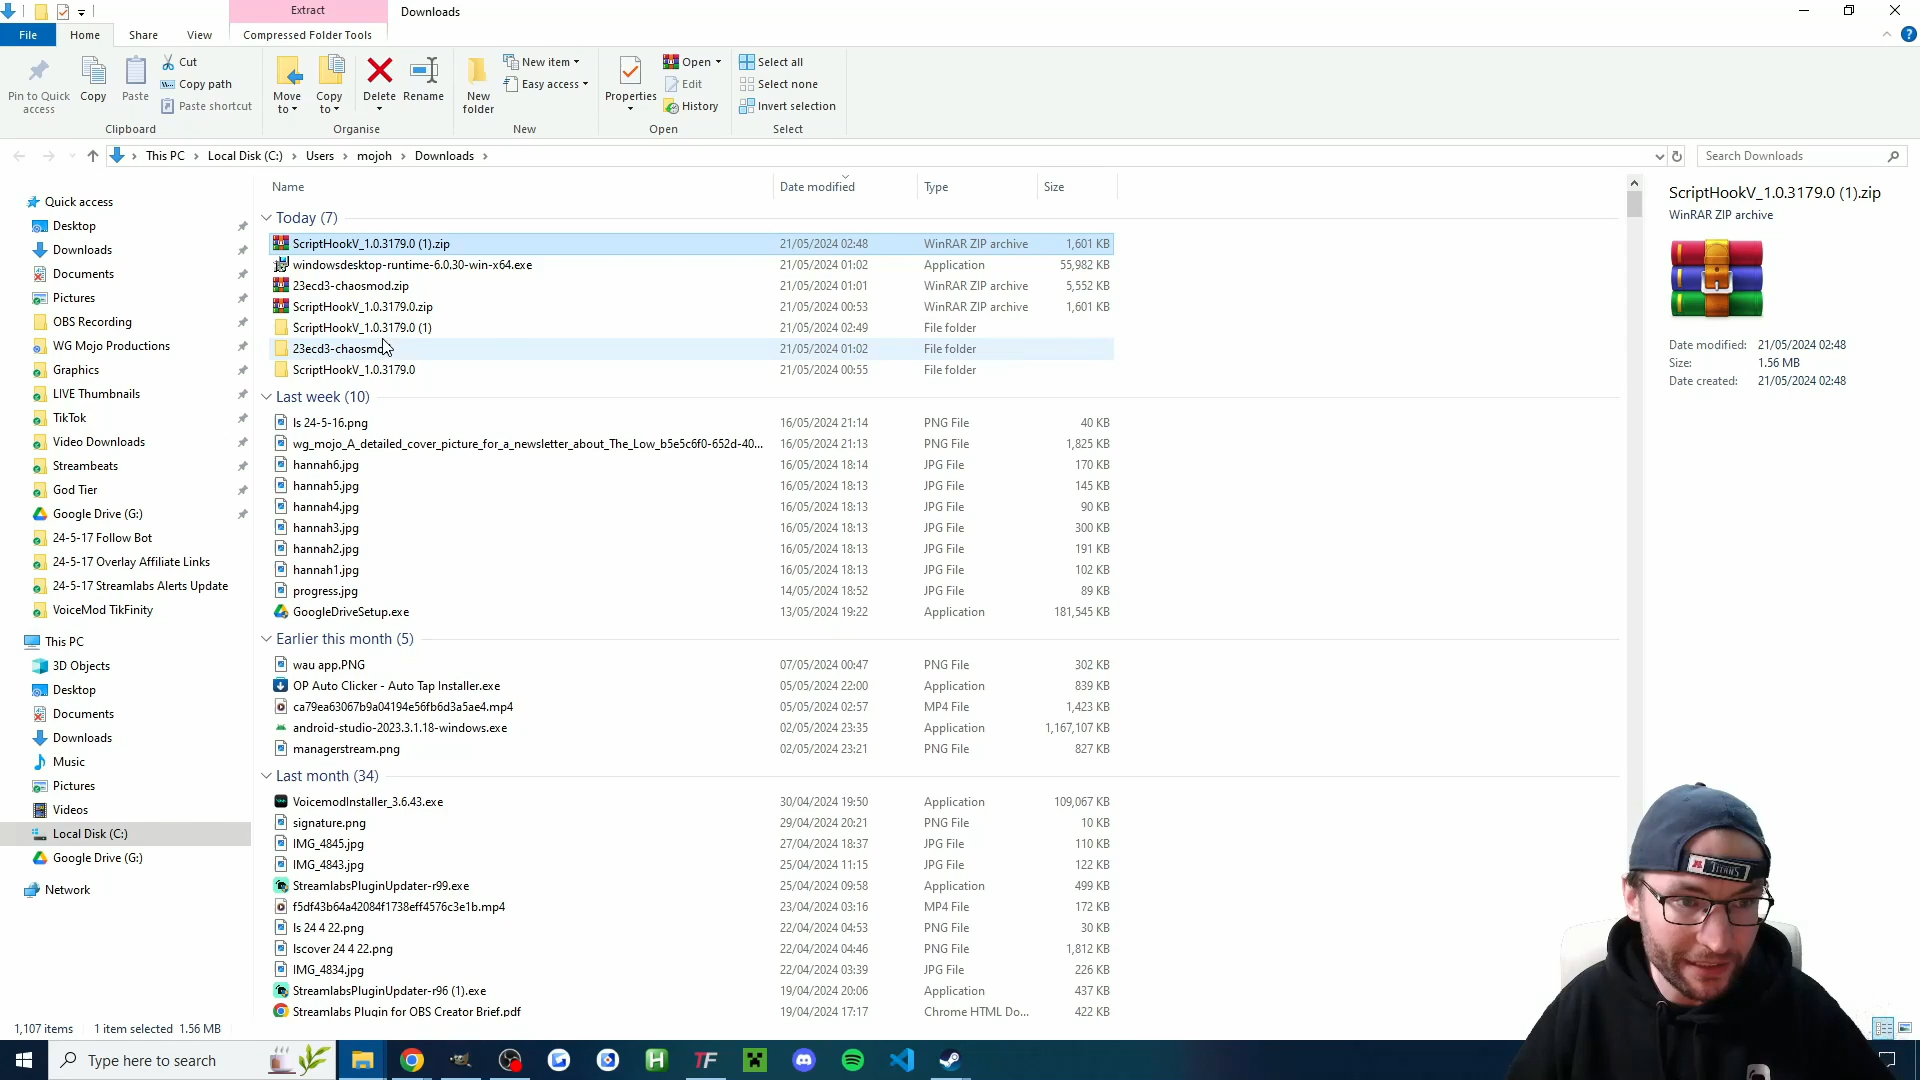 Extract
Downloads
File
Home
Share
View
Compressed Folder Tools
Pin to Quick access
Copy
Paste
Cut
Copy path
Paste shortcut
Clipboard
Move to
Copy to
Delete
Rename
Organise
New folder
New item
Easy access
New
Properties
Open
Edit
History
Open
Select all
Select none
Invert selection
Select
This PC > Local Disk (C:) > Users > mojoh > Downloads >
Search Downloads
Quick access
Desktop
Downloads
Documents
Pictures
OBS Recording
WG Mojo Productions
Graphics
LIVE Thumbnails
TikTok
Video Downloads
Streambeats
God Tier
Google Drive (G:)
24-5-17 Follow Bot
24-5-17 Overlay Affiliate Links
24-5-17 Streamlabs Alerts Update
VoiceMod TikFinity
This PC
3D Objects
Desktop
Documents
Downloads
Music
Pictures
Videos
Local Disk (C:)
Google Drive (G:)
Network
Name Date modified Type Size
Today (7)
ScriptHookV_1.0.3179.0 (1).zip 21/05/2024 02:48 WinRAR ZIP archive 1,601 KB
windowsdesktop-runtime-6.0.30-win-x64.exe 21/05/2024 01:02 Application 55,982 KB
23ecd3-chaosmod.zip 21/05/2024 01:01 WinRAR ZIP archive 5,552 KB
ScriptHookV_1.0.3179.0.zip 21/05/2024 00:53 WinRAR ZIP archive 1,601 KB
ScriptHookV_1.0.3179.0 (1) 21/05/2024 02:49 File folder
23ecd3-chaosmod 21/05/2024 01:02 File folder
ScriptHookV_1.0.3179.0 21/05/2024 00:55 File folder
Last week (10)
ls 24-5-16.png 16/05/2024 21:14 PNG File 40 KB
wg_mojo_A_detailed_cover_picture_for_a_newsletter_about_The_Low_b5e5c6f0-652d-40... 16/05/2024 21:13 PNG File 1,825 KB
hannah6.jpg 16/05/2024 18:14 JPG File 170 KB
hannah5.jpg 16/05/2024 18:13 JPG File 145 KB
hannah4.jpg 16/05/2024 18:13 JPG File 90 KB
hannah3.jpg 16/05/2024 18:13 JPG File 300 KB
hannah2.jpg 16/05/2024 18:13 JPG File 191 KB
hannah1.jpg 16/05/2024 18:13 JPG File 102 KB
progress.jpg 14/05/2024 18:52 JPG File 89 KB
GoogleDriveSetup.exe 13/05/2024 19:22 Application 181,545 KB
Earlier this month (5)
wau app.PNG 07/05/2024 00:47 PNG File 302 KB
OP Auto Clicker - Auto Tap Installer.exe 05/05/2024 22:00 Application 839 KB
ca79ea63067b9a04194e56fb6d3a5ae4.mp4 05/05/2024 02:57 MP4 File 1,423 KB
android-studio-2023.3.1.18-windows.exe 02/05/2024 23:35 Application 1,167,107 KB
managerstream.png 02/05/2024 23:21 PNG File 827 KB
Last month (34)
VoicemodInstaller_3.6.43.exe 30/04/2024 19:50 Application 109,067 KB
signature.png 29/04/2024 20:21 PNG File 10 KB
IMG_4845.jpg 27/04/2024 18:37 JPG File 110 KB
IMG_4843.jpg 25/04/2024 11:15 JPG File 122 KB
StreamlabsPluginUpdater-r99.exe 25/04/2024 09:58 Application 499 KB
f5df43b64a42084f1738eff4576c3e1b.mp4 23/04/2024 03:16 MP4 File 172 KB
ls 24 4 22.png 22/04/2024 04:53 PNG File 30 KB
lscover 24 4 22.png 22/04/2024 04:46 PNG File 1,812 KB
IMG_4834.jpg 22/04/2024 03:39 JPG File 226 KB
StreamlabsPluginUpdater-r96 (1).exe 19/04/2024 20:06 Application 437 KB
Streamlabs Plugin for OBS Creator Brief.pdf 19/04/2024 17:17 Chrome HTML Do... 422 KB
ScriptHookV_1.0.3179.0 (1).zip
WinRAR ZIP archive
Date modified: 21/05/2024 02:48
Size: 1.56 MB
Date created: 21/05/2024 02:48
TITANS
1,107 items 1 item selected 1.56 MB
Type here to search
H
TF